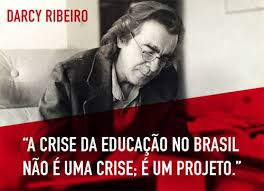 DARCY RIBEIRO
“A CRISE DA EDUCAÇÃO NO BRASIL
NÃO É UMA CRISE; É UM PROJETO.”